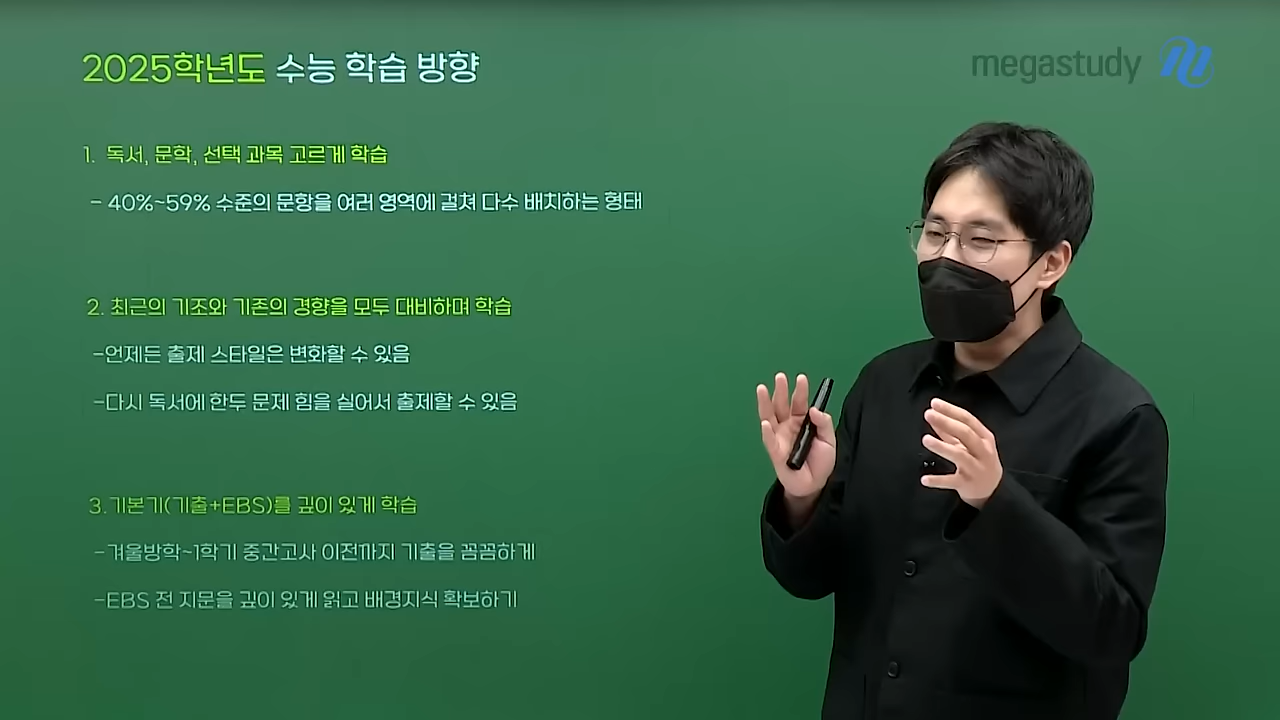 2025학년도 수능 학습 방향
megastudy
1. 독서, 문학, 선택 과목 고르게 학습
- 40%~59% 수준의 문항을 여러 영역에 걸쳐 다수 배치하는 형태
2. 최근의 기조와 기존의 경향을 모두 대비하며 학습
-언제든 출제 스타일은 변화할 수 있음
-다시 독서에 한두 문제 힘을 실어서 출제할 수 있음
3.기본기(기출+EBS)를 깊이 있게 학습
-겨울방학~1학기 중간고사 이전까지 기출을 꼼꼼하게
-EBS 전 지문을 깊이 있게 읽고 배경지식 확보하기